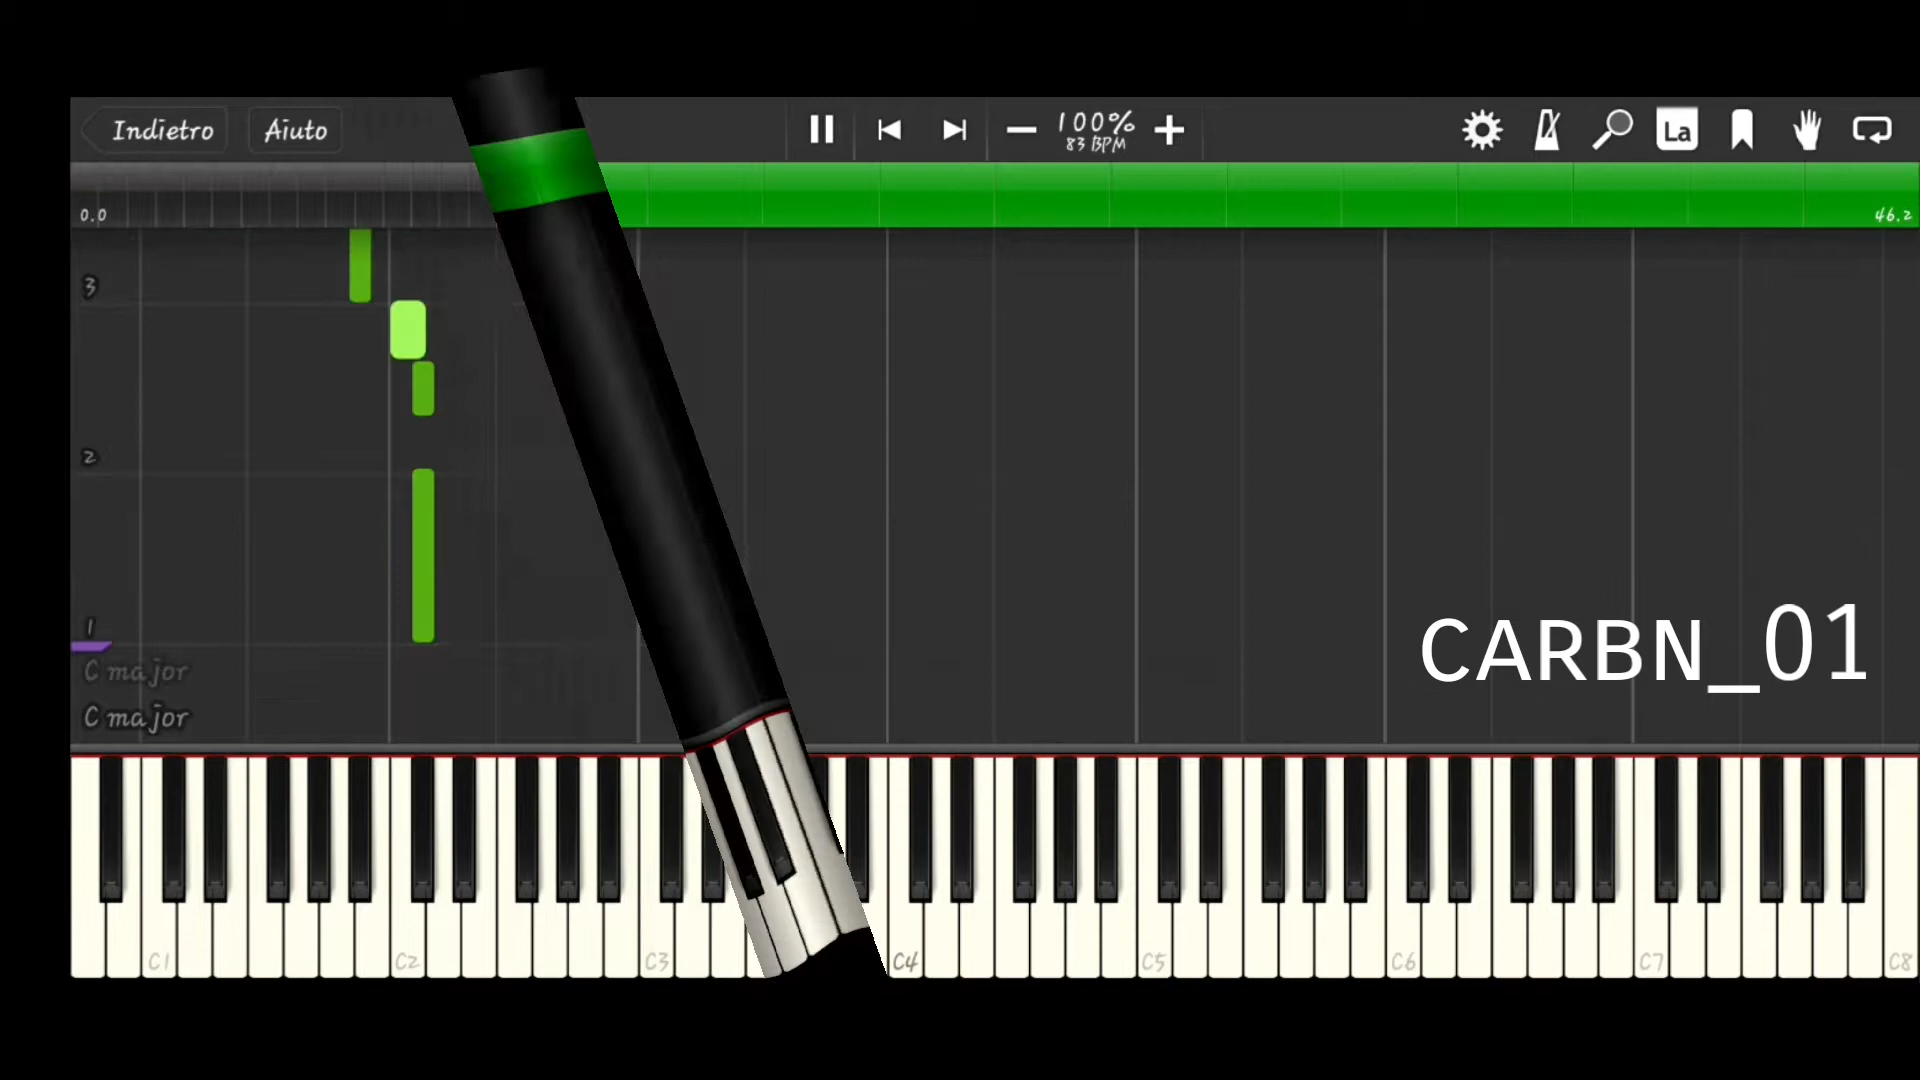 Indietro
Aiuto
100%
83 BPM
La
0.0
46.2
3
2
1
C major
C major
CARBN_01
C1
C2
C3
C4
C5
C6
C7
C8